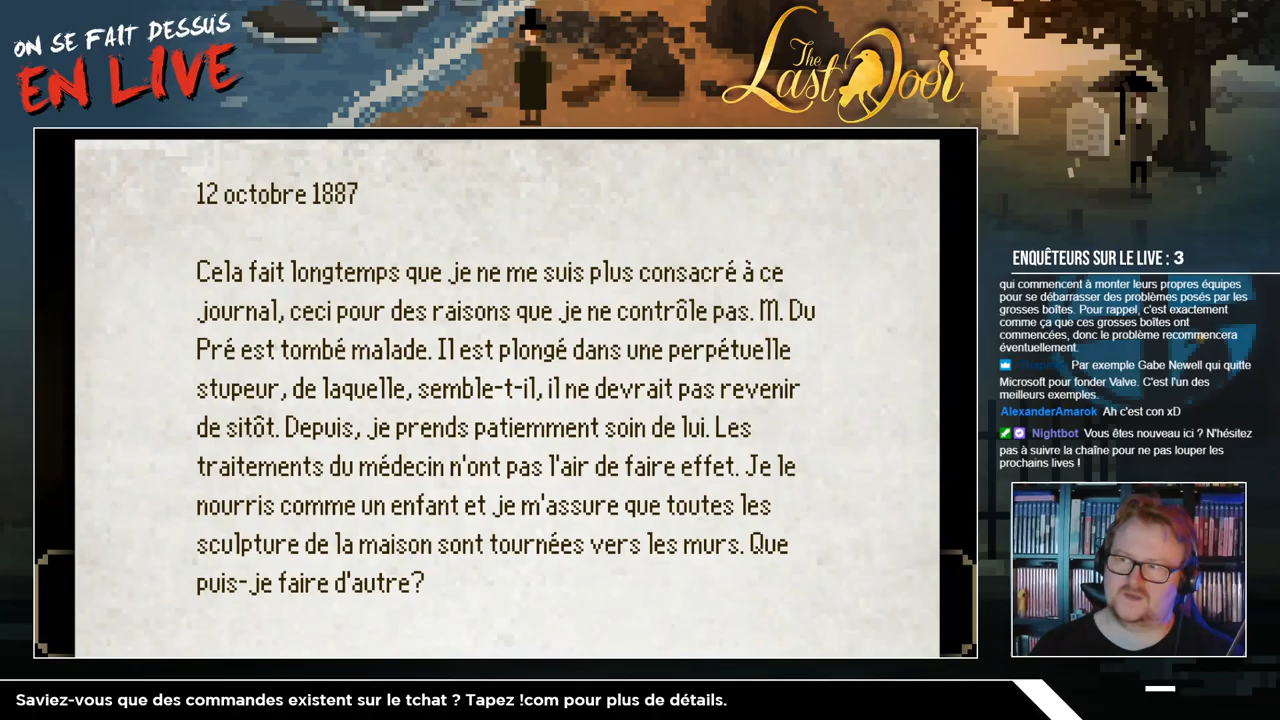 ON SE FAIT DESSUS
EN LIVE
The
Last Door
12 octobre 1887
Cela fait longtemps que je ne me suis plus consacré à ce
journal, ceci pour des raisons que je ne contrôle pas. M. Du
Pré est tombé malade. Il est plongé dans une perpétuelle
stupeur, de laquelle, semble-t-il, il ne devrait pas revenir
de sitôt. Depuis, je prends patiemment soin de lui. Les
traitements du médecin n'ont pas l'air de faire effet. Je le
nourris comme un enfant et je m'assure que toutes les
sculpture de la maison sont tournées vers les murs. Que
puis-je faire d'autre?
ENQUÊTEURS SUR LE LIVE : 3
qui commencent à monter leurs propres équipes
pour se débarrasser des problèmes posés par les
grosses boîtes. Pour rappel, c'est exactement
comme ça que ces grosses boîtes ont
commencées, donc le problème recommencera
éventuellement.
Par exemple Gabe Newell qui quitte
Microsoft pour fonder Valve. C'est l'un des
meilleurs exemples.
AlexanderAmarok Ah c'est con xD
Nightbot Vous êtes nouveau ici ? N'hésitez
pas à suivre la chaîne pour ne pas louper les
prochains lives !
Saviez-vous que des commandes existent sur le tchat ? Tapez !com pour plus de détails.